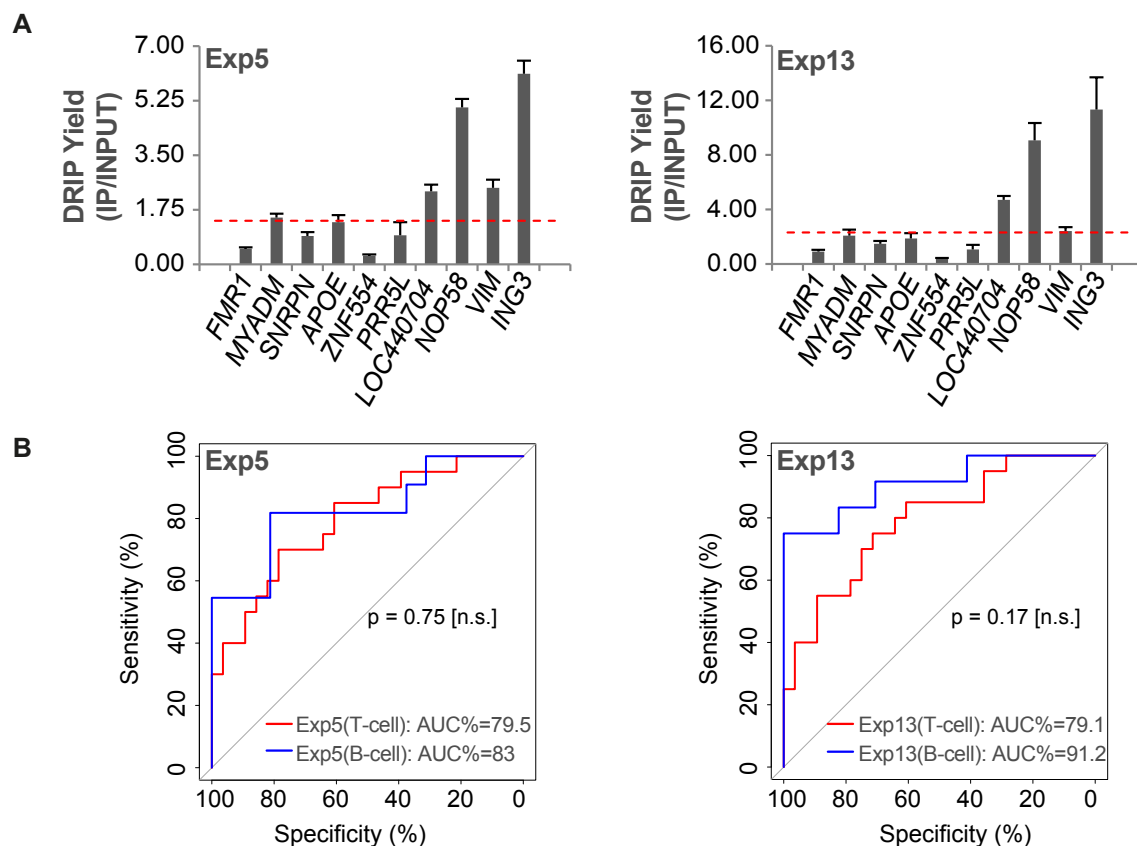 A
Exp5
DRIP Yield
(IP/INPUT)
7.00
5.25
3.50
1.75
0.00
FMR1
MYADM
SNRPN
APOE
ZNF554
PRR5L
LOC440704
NOP58
VIM
ING3
Exp13
DRIP Yield
(IP/INPUT)
16.00
12.00
8.00
4.00
0.00
FMR1
MYADM
SNRPN
APOE
ZNF554
PRR5L
LOC440704
NOP58
VIM
ING3
B
Exp5
Sensitivity (%)
100
80
60
40
20
0
p = 0.75 [n.s.]
Exp5(T-cell): AUC%=79.5
Exp5(B-cell): AUC%=83
100 80 60 40 20 0
Specificity (%)
Exp13
Sensitivity (%)
100
80
60
40
20
0
p = 0.17 [n.s.]
Exp13(T-cell): AUC%=79.1
Exp13(B-cell): AUC%=91.2
100 80 60 40 20 0
Specificity (%)